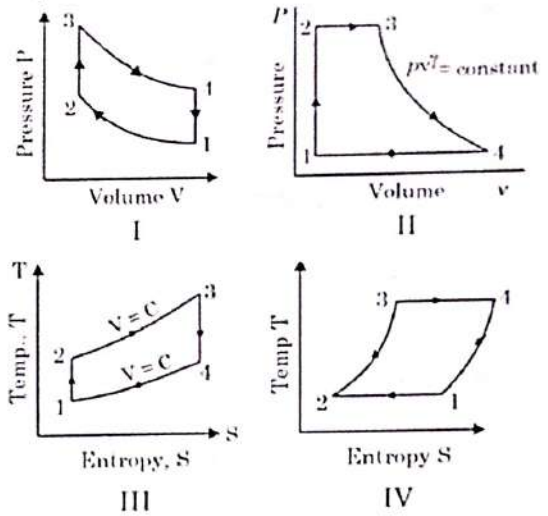 Pressure P
3
4
2
1
Volume V
I
P
Pressure
2
3
pv^γ = constant
1
4
Volume
v
II
T
Temp., T
3
V = C
2
V = C
4
1
S
Entropy, S
III
Temp T
3
4
2
1
Entropy S
IV